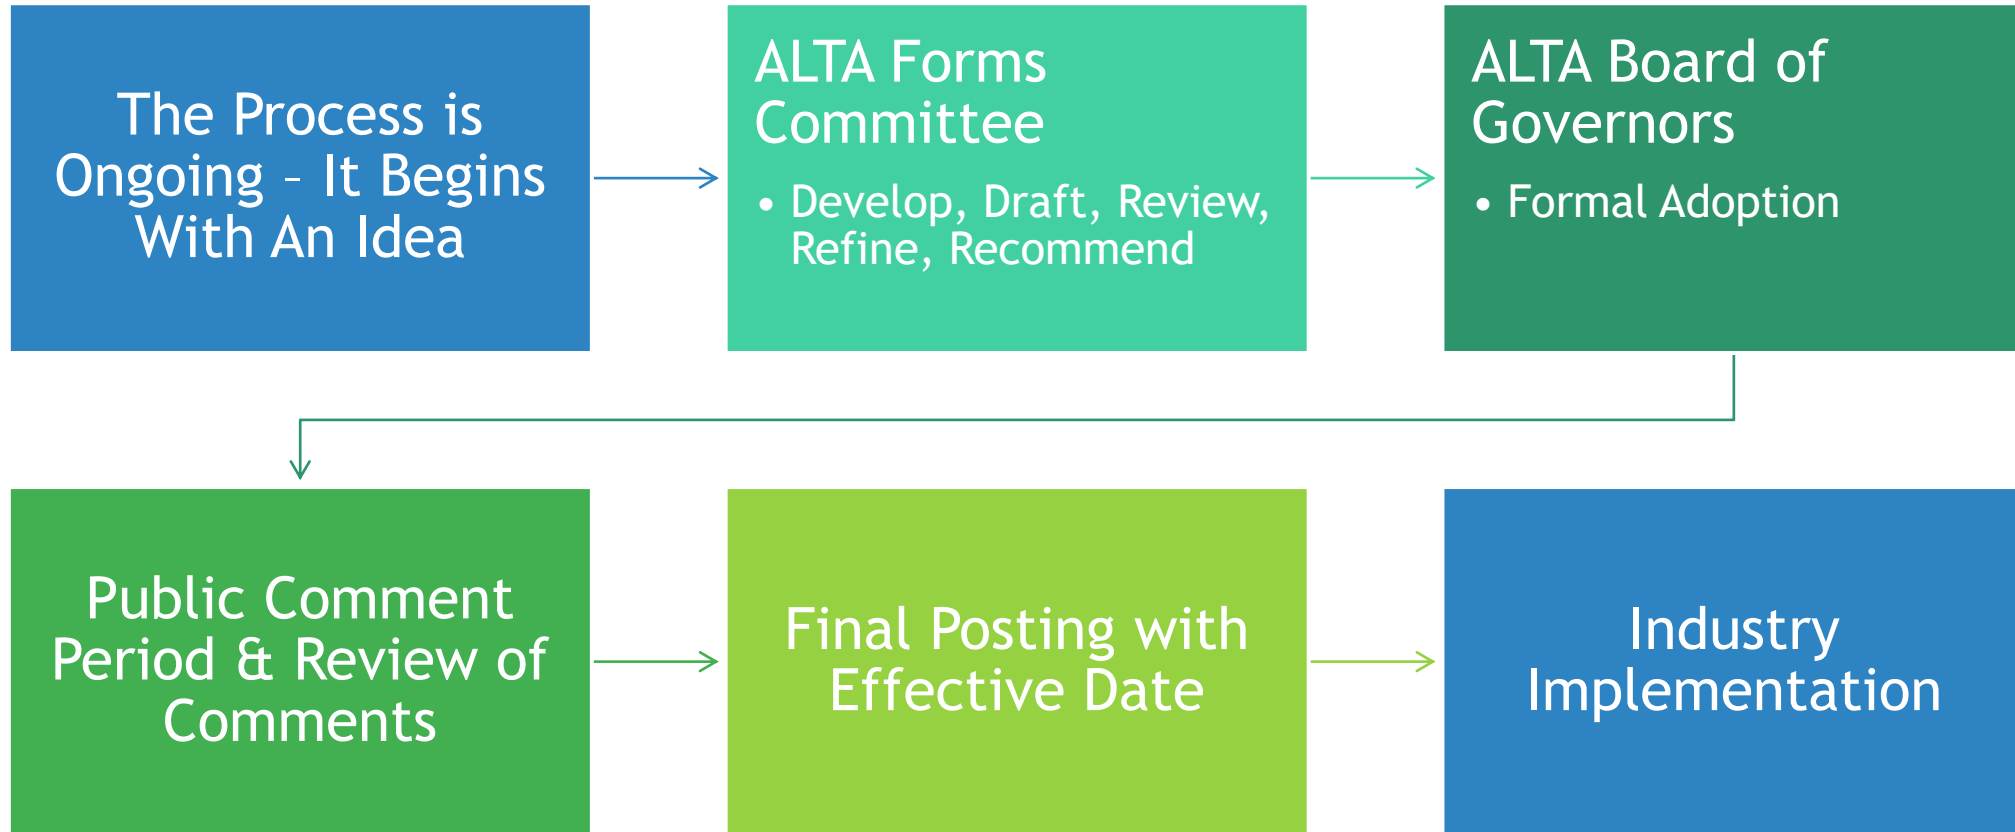 The Process is
Ongoing – It Begins
With An Idea
ALTA Forms
Committee
• Develop, Draft, Review,
Refine, Recommend
ALTA Board of
Governors
• Formal Adoption
Public Comment
Period & Review of
Comments
Final Posting with
Effective Date
Industry
Implementation